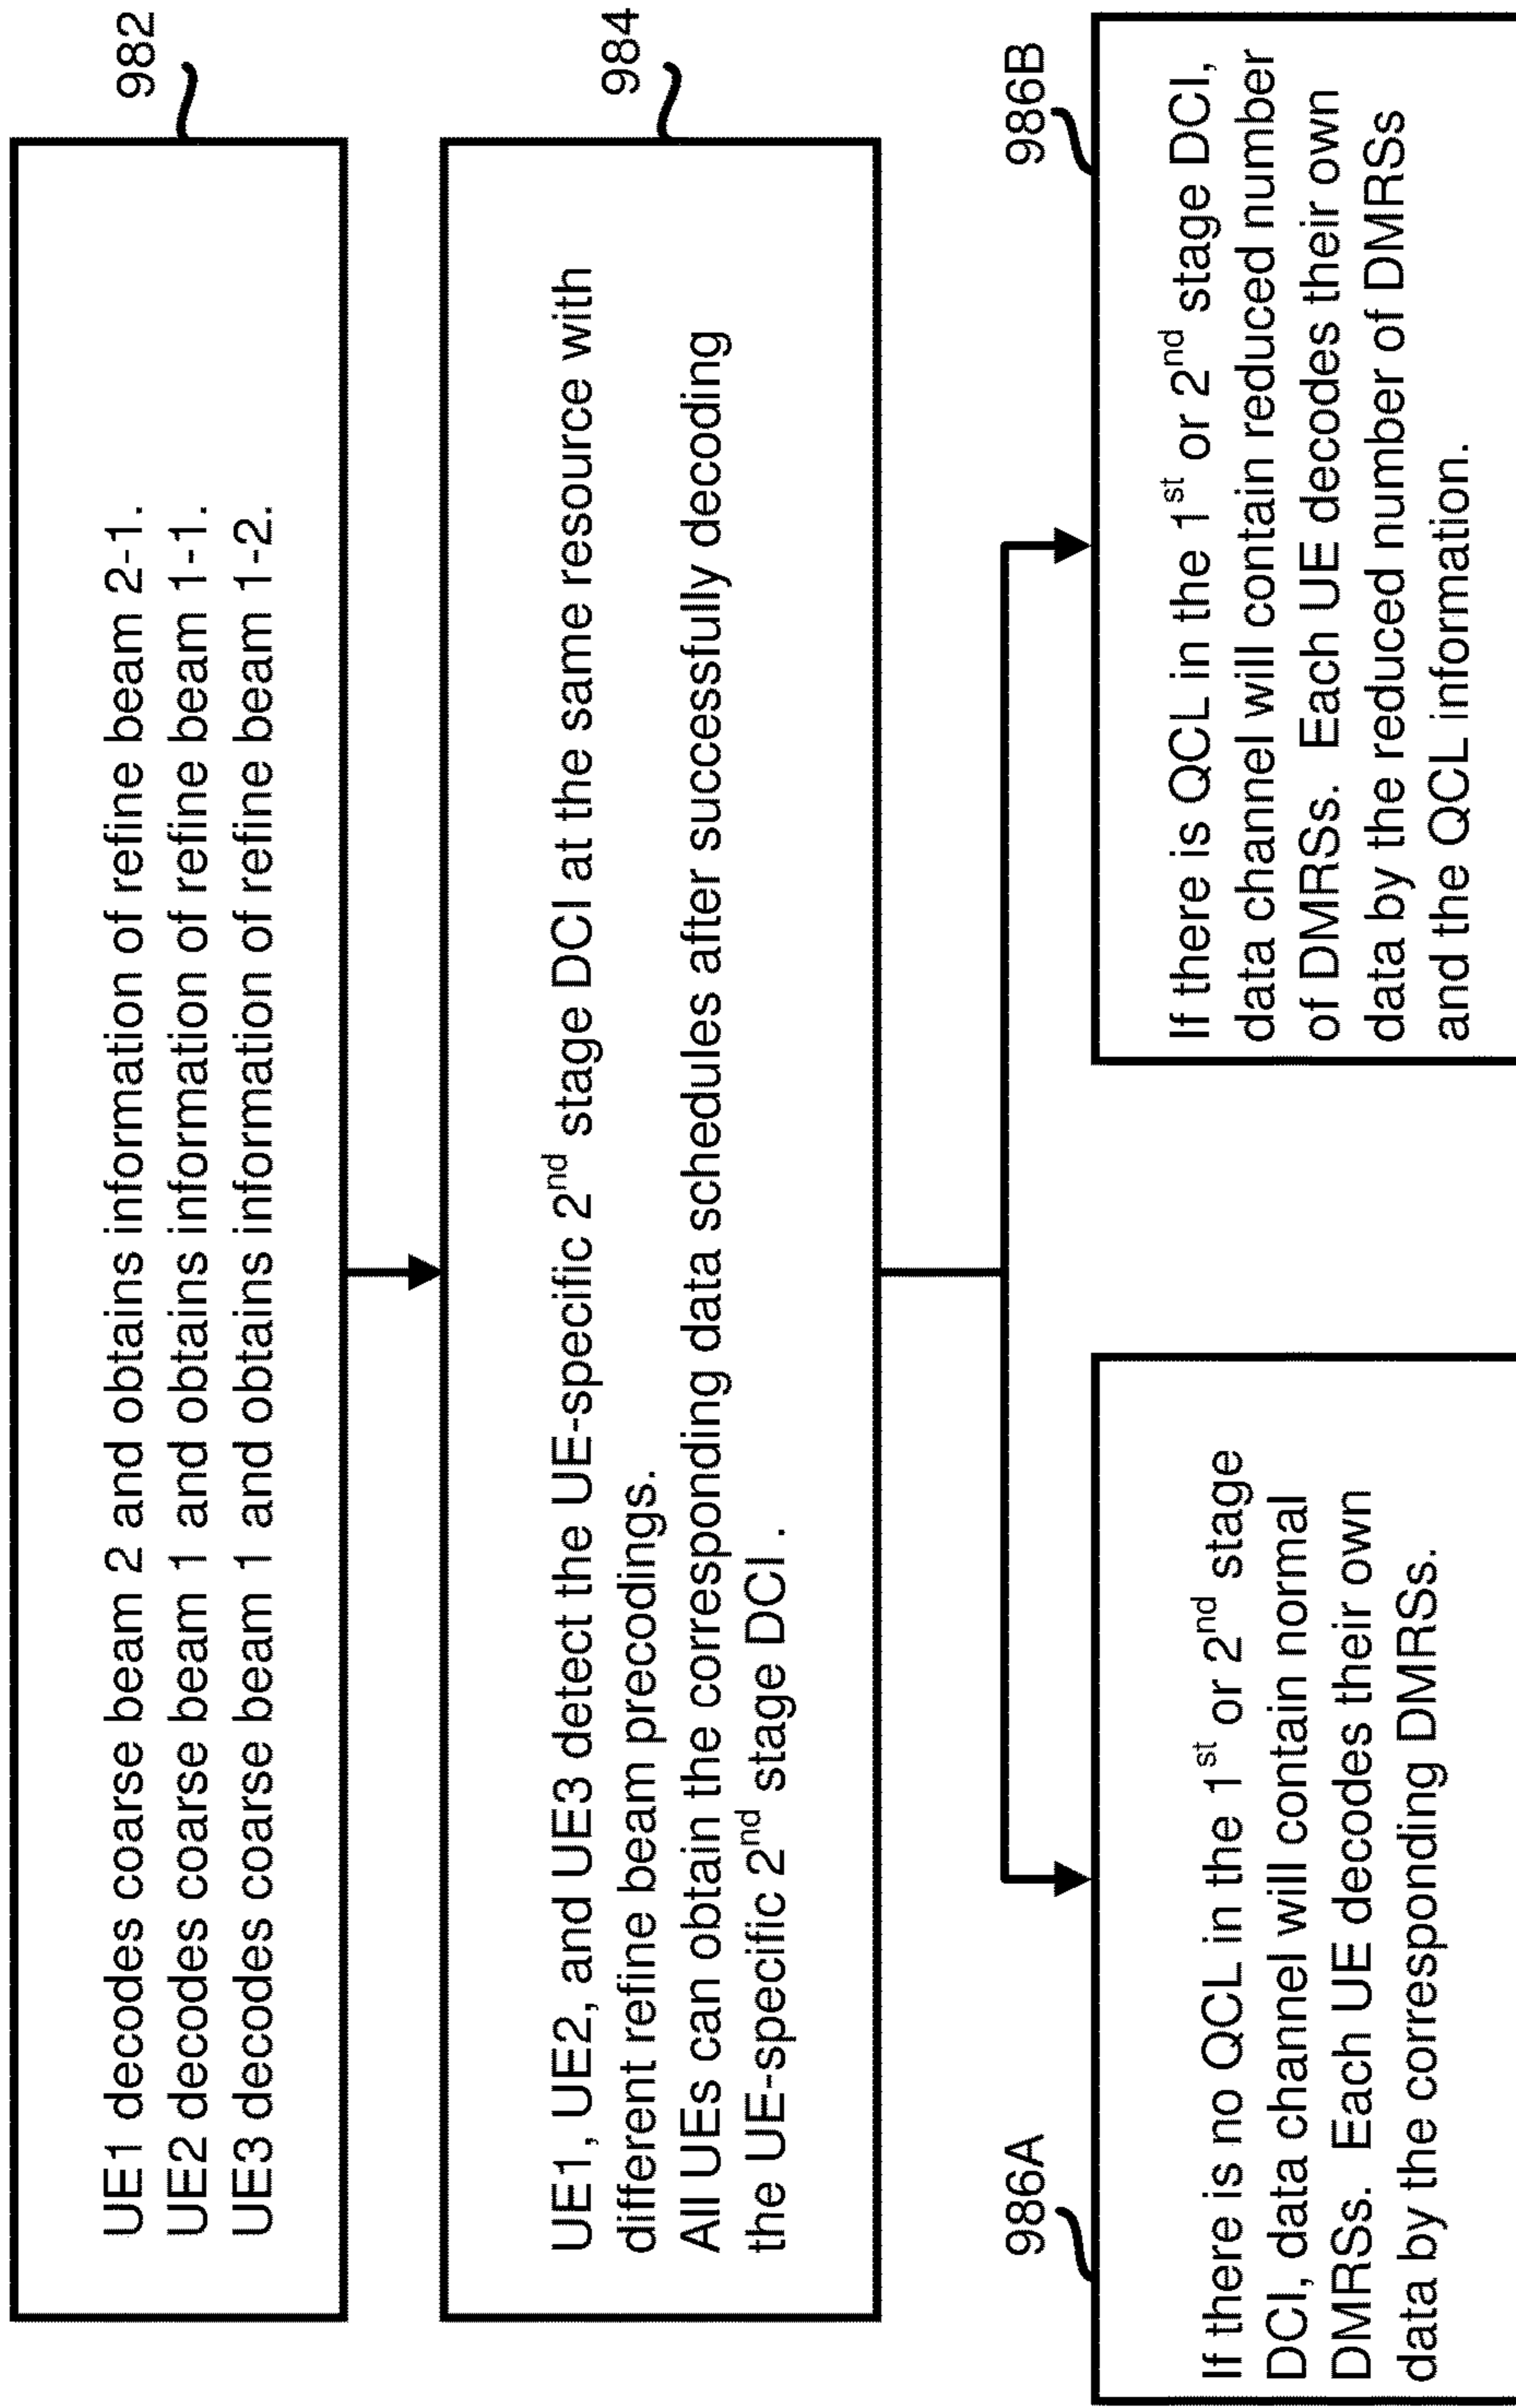 982
UE1 decodes coarse beam 2 and obtains information of refine beam 2-1.
UE2 decodes coarse beam 1 and obtains information of refine beam 1-1.
UE3 decodes coarse beam 1 and obtains information of refine beam 1-2.
984
UE1, UE2, and UE3 detect the UE-specific 2nd stage DCI at the same resource with
different refine beam precodings.
All UEs can obtain the corresponding data schedules after successfully decoding
the UE-specific 2nd stage DCI .
986A
If there is no QCL in the 1st or 2nd stage
DCI, data channel will contain normal
DMRSs. Each UE decodes their own
data by the corresponding DMRSs.
986B
If there is QCL in the 1st or 2nd stage DCI,
data channel will contain reduced number
of DMRSs. Each UE decodes their own
data by the reduced number of DMRSs
and the QCL information.